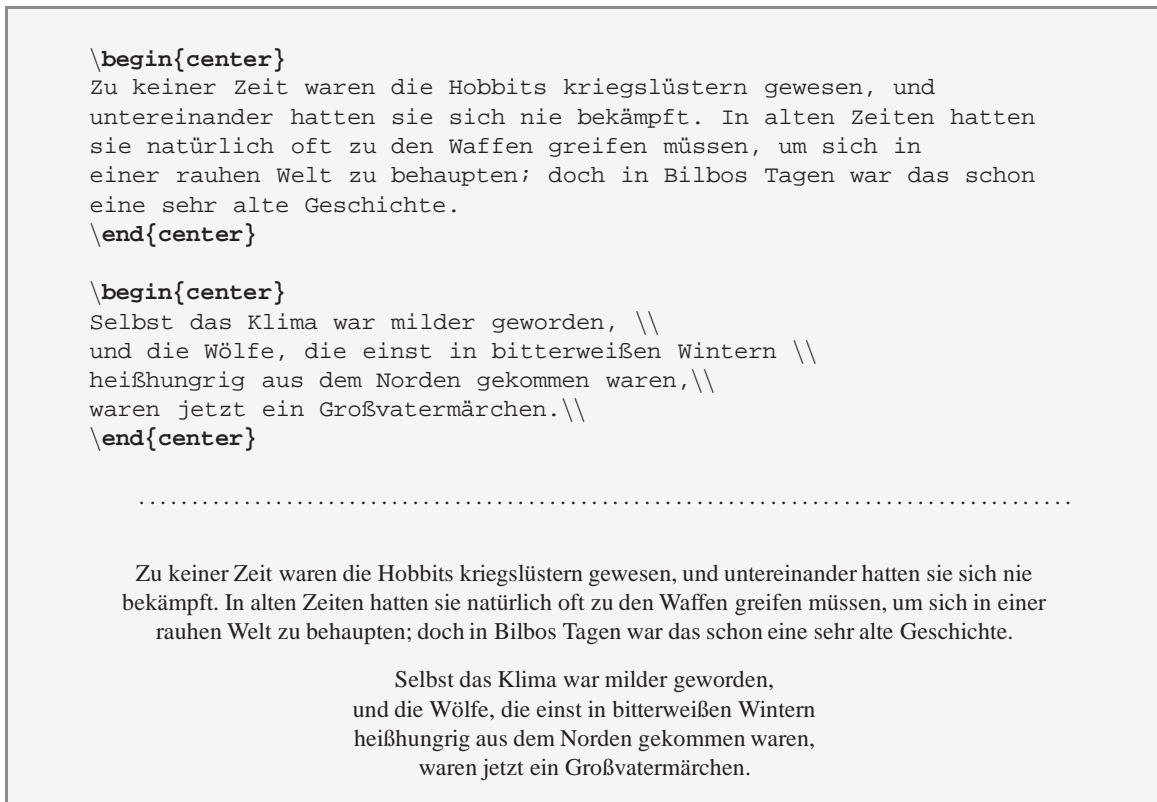 \begin{center}
Zu keiner Zeit waren die Hobbits kriegslüstern gewesen, und
untereinander hatten sie sich nie bekämpft. In alten Zeiten hatten
sie natürlich oft zu den Waffen greifen müssen, um sich in
einer rauhen Welt zu behaupten; doch in Bilbos Tagen war das schon
eine sehr alte Geschichte.
\end{center}
\begin{center}
Selbst das Klima war milder geworden, \\
und die Wölfe, die einst in bitterweißen Wintern \\
heißhungrig aus dem Norden gekommen waren,\\
waren jetzt ein Großvatermärchen.\\
\end{center}
Zu keiner Zeit waren die Hobbits kriegslüstern gewesen, und untereinander hatten sie sich nie
bekämpft. In alten Zeiten hatten sie natürlich oft zu den Waffen greifen müssen, um sich in einer
rauhen Welt zu behaupten; doch in Bilbos Tagen war das schon eine sehr alte Geschichte.
Selbst das Klima war milder geworden,
und die Wölfe, die einst in bitterweißen Wintern
heißhungrig aus dem Norden gekommen waren,
waren jetzt ein Großvatermärchen.